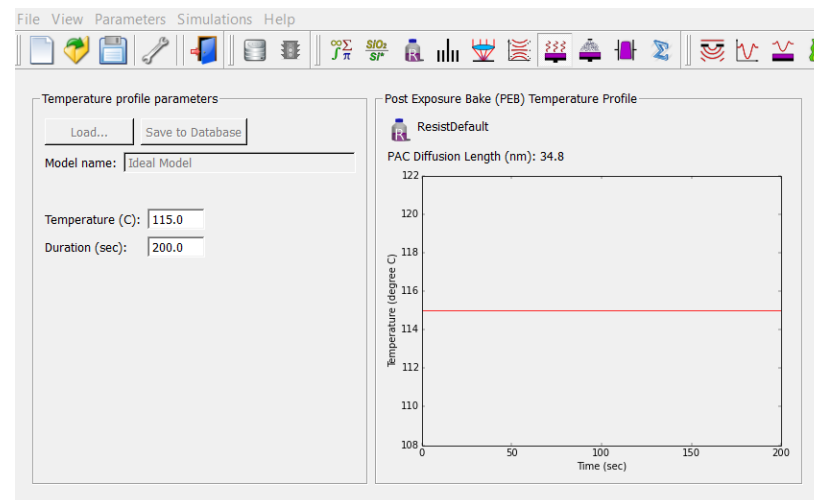 File View Parameters Simulations Help
∞ Σ ∫ π
SiO₂
Si*
R
Σ
Temperature profile parameters
Load... Save to Database
Model name: Ideal Model
Temperature (C): 115.0
Duration (sec): 200.0
Post Exposure Bake (PEB) Temperature Profile
R ResistDefault
PAC Diffusion Length (nm): 34.8
122
120
118
116
114
112
110
108
Temperature (degree C)
0 50 100 150 200
Time (sec)